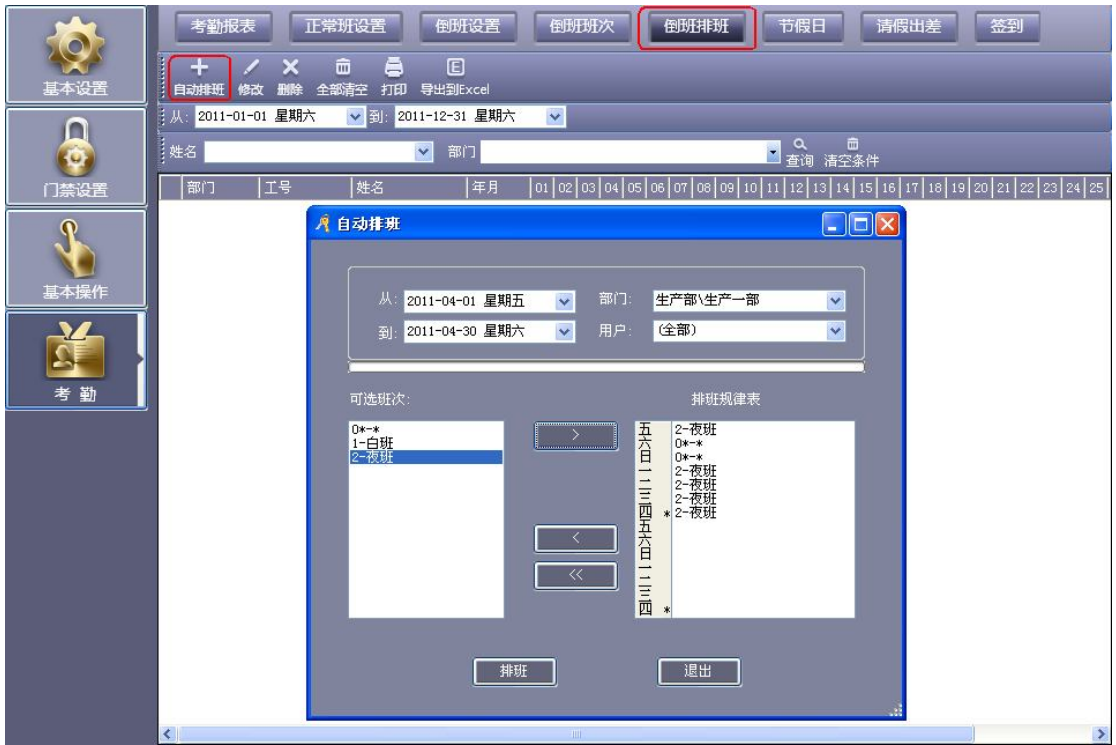 考勤报表 正常班设置 倒班设置 倒班班次 倒班排班 节假日 请假出差 签到
自动排班 修改 删除 全部清空 打印 导出到Excel
从: 2011-01-01 星期六 到: 2011-12-31 星期六
姓名 部门 查询 清空条件
部门 工号 姓名 年月 01 02 03 04 05 06 07 08 09 10 11 12 13 14 15 16 17 18 19 20 21 22 23 24 25
基本设置
门禁设置
基本操作
考勤
自动排班
从: 2011-04-01 星期五 部门: 生产部\生产一部
到: 2011-04-30 星期六 用户: (全部)
可选班次: 排班规律表
0*-*
1-白班
2-夜班
>
<
<<
五 2-夜班
六 0*-*
日 0*-*
一 2-夜班
二 2-夜班
三 2-夜班
四 * 2-夜班
五
六
日
一
二
三
四 *
排班 退出